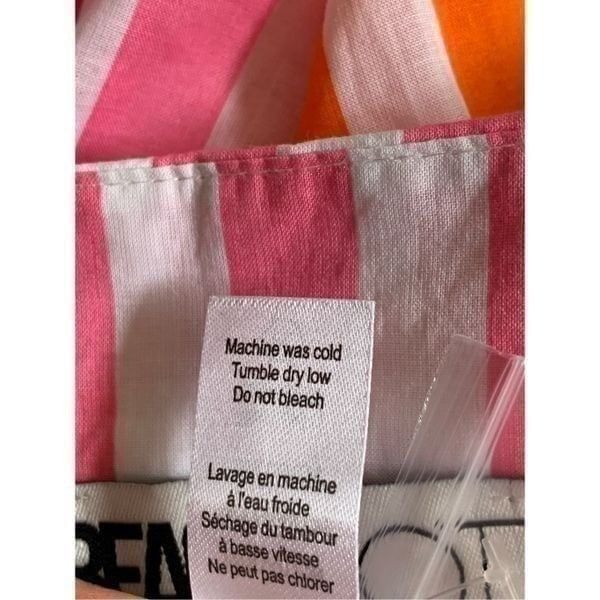 Machine was cold
Tumble dry low
Do not bleach
Lavage en machine
à l'eau froide
Séchage du tambour
à basse vitesse
Ne peut pas chlorer